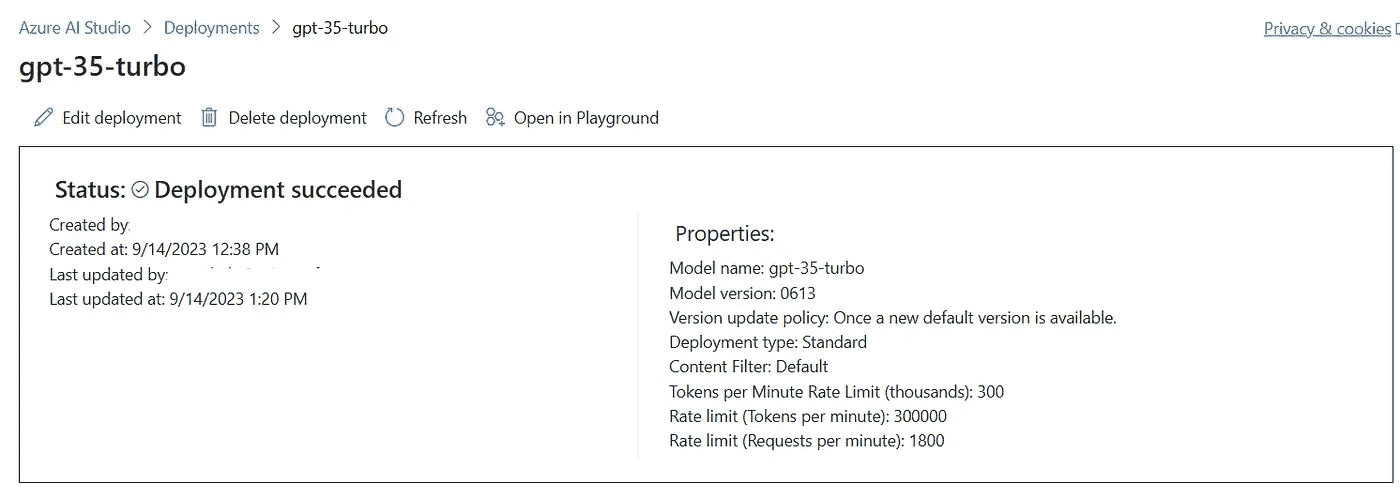 Azure AI Studio > Deployments > gpt-35-turbo
Privacy & cookies
gpt-35-turbo
Edit deployment Delete deployment Refresh Open in Playground
Status: Deployment succeeded
Created by:
Created at: 9/14/2023 12:38 PM
Last updated by:
Last updated at: 9/14/2023 1:20 PM
Properties:
Model name: gpt-35-turbo
Model version: 0613
Version update policy: Once a new default version is available.
Deployment type: Standard
Content Filter: Default
Tokens per Minute Rate Limit (thousands): 300
Rate limit (Tokens per minute): 300000
Rate limit (Requests per minute): 1800